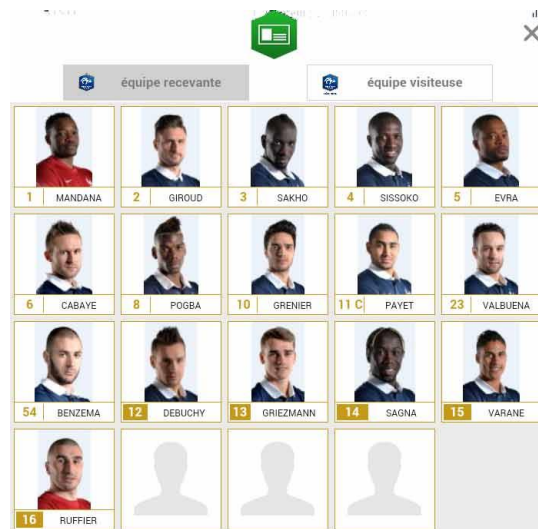 équipe recevante
équipe visiteuse
1 MANDANA
2 GIROUD
3 SAKHO
4 SISSOKO
5 EVRA
6 CABAYE
8 POGBA
10 GRENIER
11 C PAYET
23 VALBUENA
54 BENZEMA
12 DEBUCHY
13 GRIEZMANN
14 SAGNA
15 VARANE
16 RUFFIER